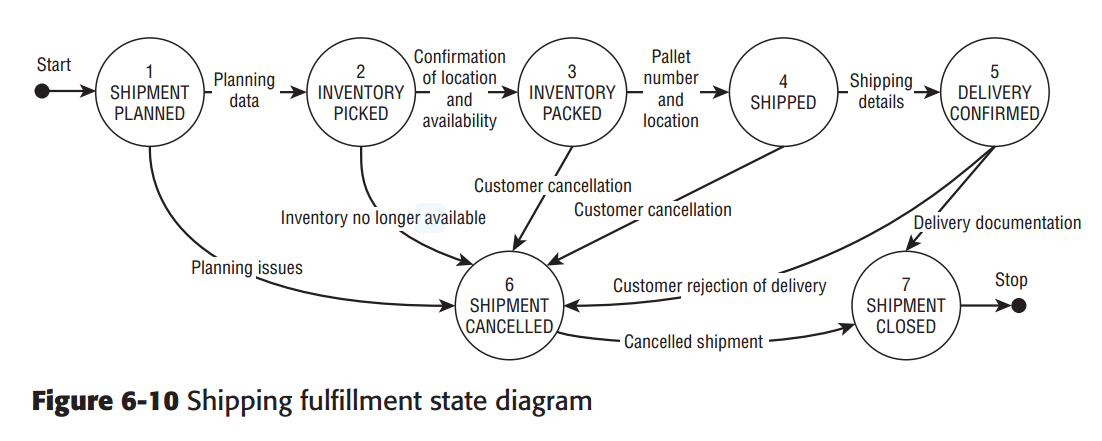 Start
1
SHIPMENT
PLANNED
Planning
data
2
INVENTORY
PICKED
Confirmation
of location
and
availability
3
INVENTORY
PACKED
Pallet
number
and
location
4
SHIPPED
Shipping
details
5
DELIVERY
CONFIRMED
Customer cancellation
Customer cancellation
Inventory no longer available
Delivery documentation
Planning issues
6
SHIPMENT
CANCELLED
Customer rejection of delivery
7
SHIPMENT
CLOSED
Stop
Cancelled shipment
Figure 6-10 Shipping fulfillment state diagram